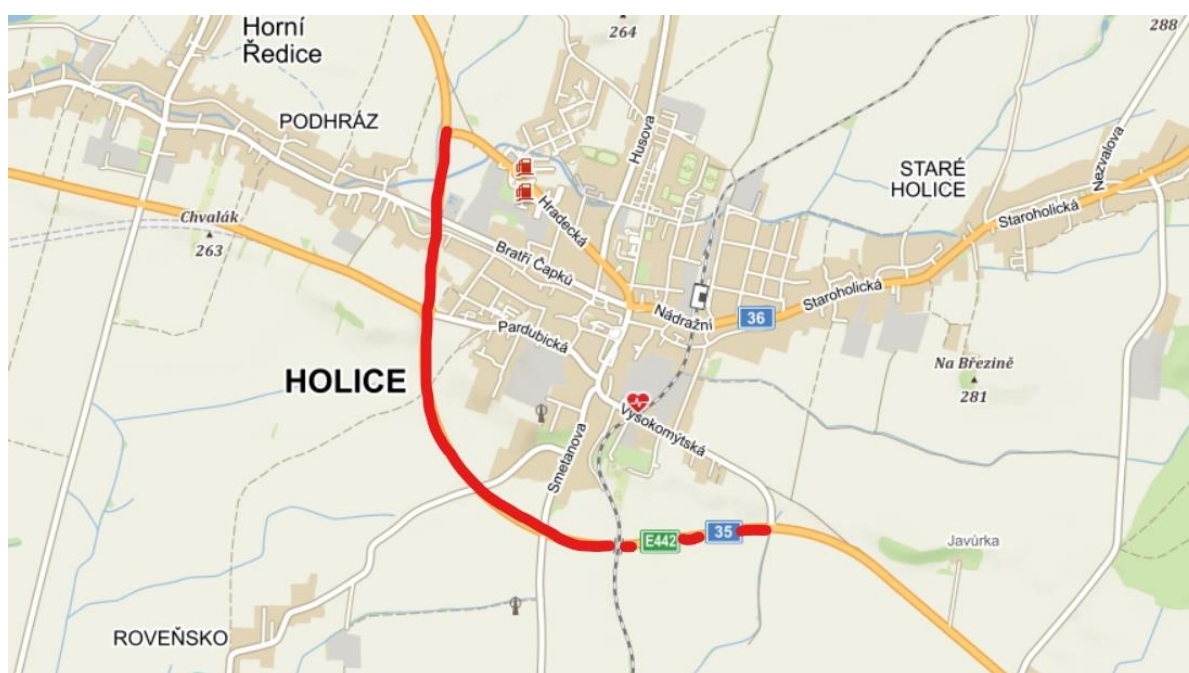 Horní
Ředice
264
288
PODHRÁZ
Husova
Nezvalova
STARÉ
HOLICE
Chvalák
263
Hradecká
Staroholická
Bratří Čapků
Staroholická
Nádražní
36
Pardubická
HOLICE
Na Březině
281
Vysokomýtská
Smetanova
E442
35
Javůrka
ROVEŇSKO